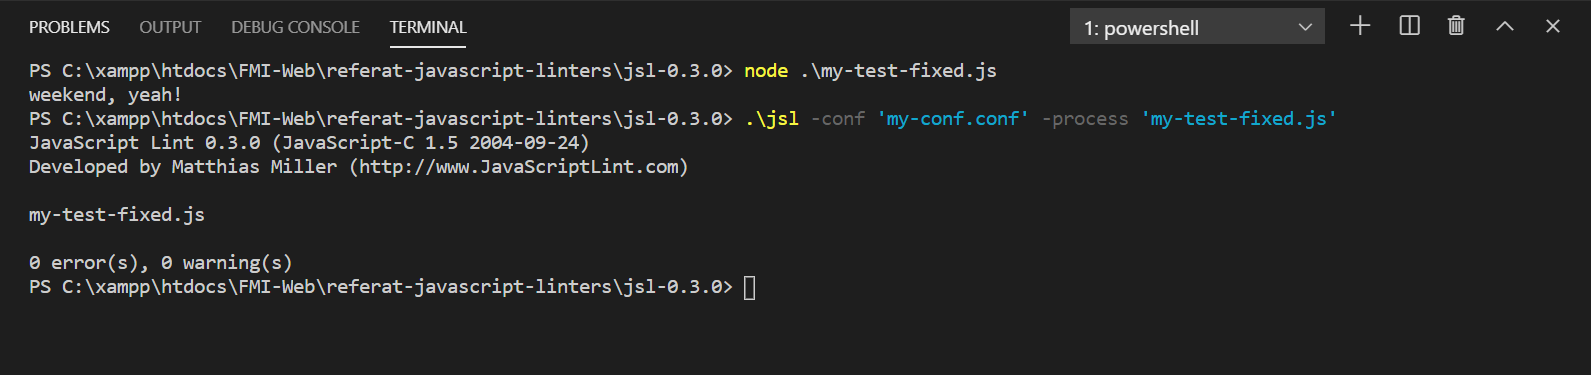 PROBLEMS OUTPUT DEBUG CONSOLE TERMINAL 1: powershell
PS C:\xampp\htdocs\FMI-Web\referat-javascript-linters\jsl-0.3.0> node .\my-test-fixed.js
weekend, yeah!
PS C:\xampp\htdocs\FMI-Web\referat-javascript-linters\jsl-0.3.0> .\jsl -conf 'my-conf.conf' -process 'my-test-fixed.js'
JavaScript Lint 0.3.0 (JavaScript-C 1.5 2004-09-24)
Developed by Matthias Miller (http://www.JavaScriptLint.com)
my-test-fixed.js
0 error(s), 0 warning(s)
PS C:\xampp\htdocs\FMI-Web\referat-javascript-linters\jsl-0.3.0>